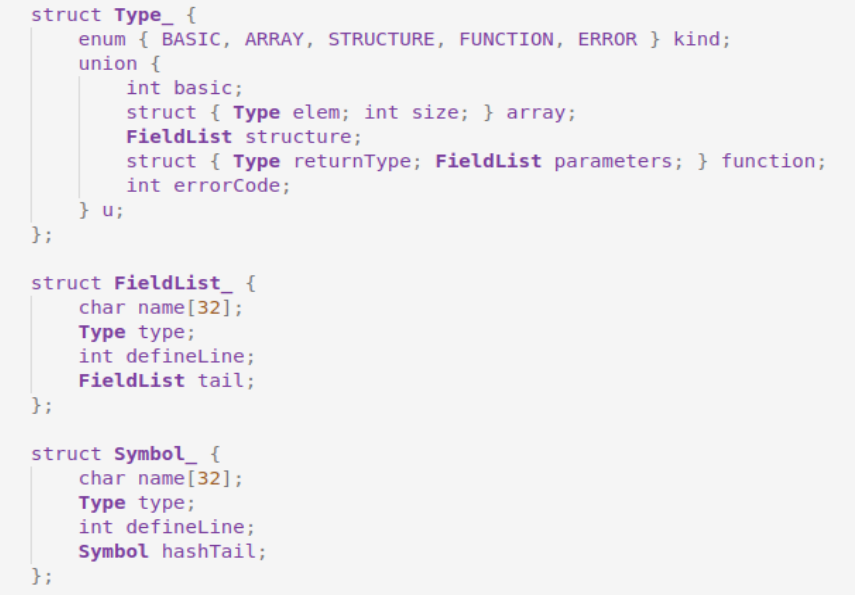 struct Type_ {
    enum { BASIC, ARRAY, STRUCTURE, FUNCTION, ERROR } kind;
    union {
        int basic;
        struct { Type elem; int size; } array;
        FieldList structure;
        struct { Type returnType; FieldList parameters; } function;
        int errorCode;
    } u;
};

struct FieldList_ {
    char name[32];
    Type type;
    int defineLine;
    FieldList tail;
};

struct Symbol_ {
    char name[32];
    Type type;
    int defineLine;
    Symbol hashTail;
};